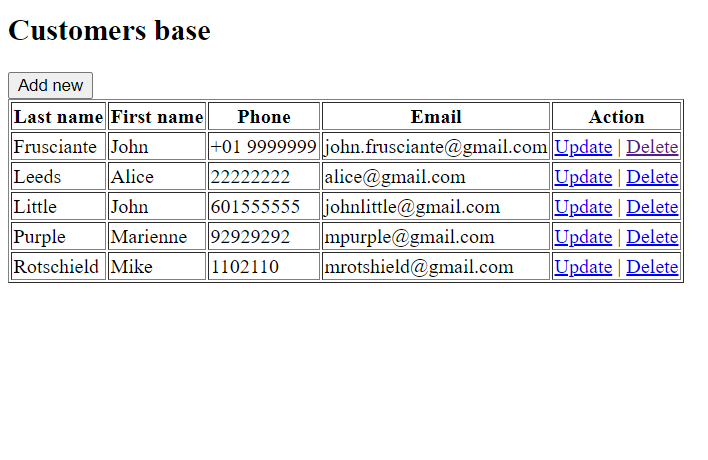 Customers base
Add new
Last name First name Phone Email Action
Frusciante John +01 9999999 john.frusciante@gmail.com Update | Delete
Leeds Alice 22222222 alice@gmail.com Update | Delete
Little John 601555555 johnlittle@gmail.com Update | Delete
Purple Marienne 92929292 mpurple@gmail.com Update | Delete
Rotschield Mike 1102110 mrotshield@gmail.com Update | Delete